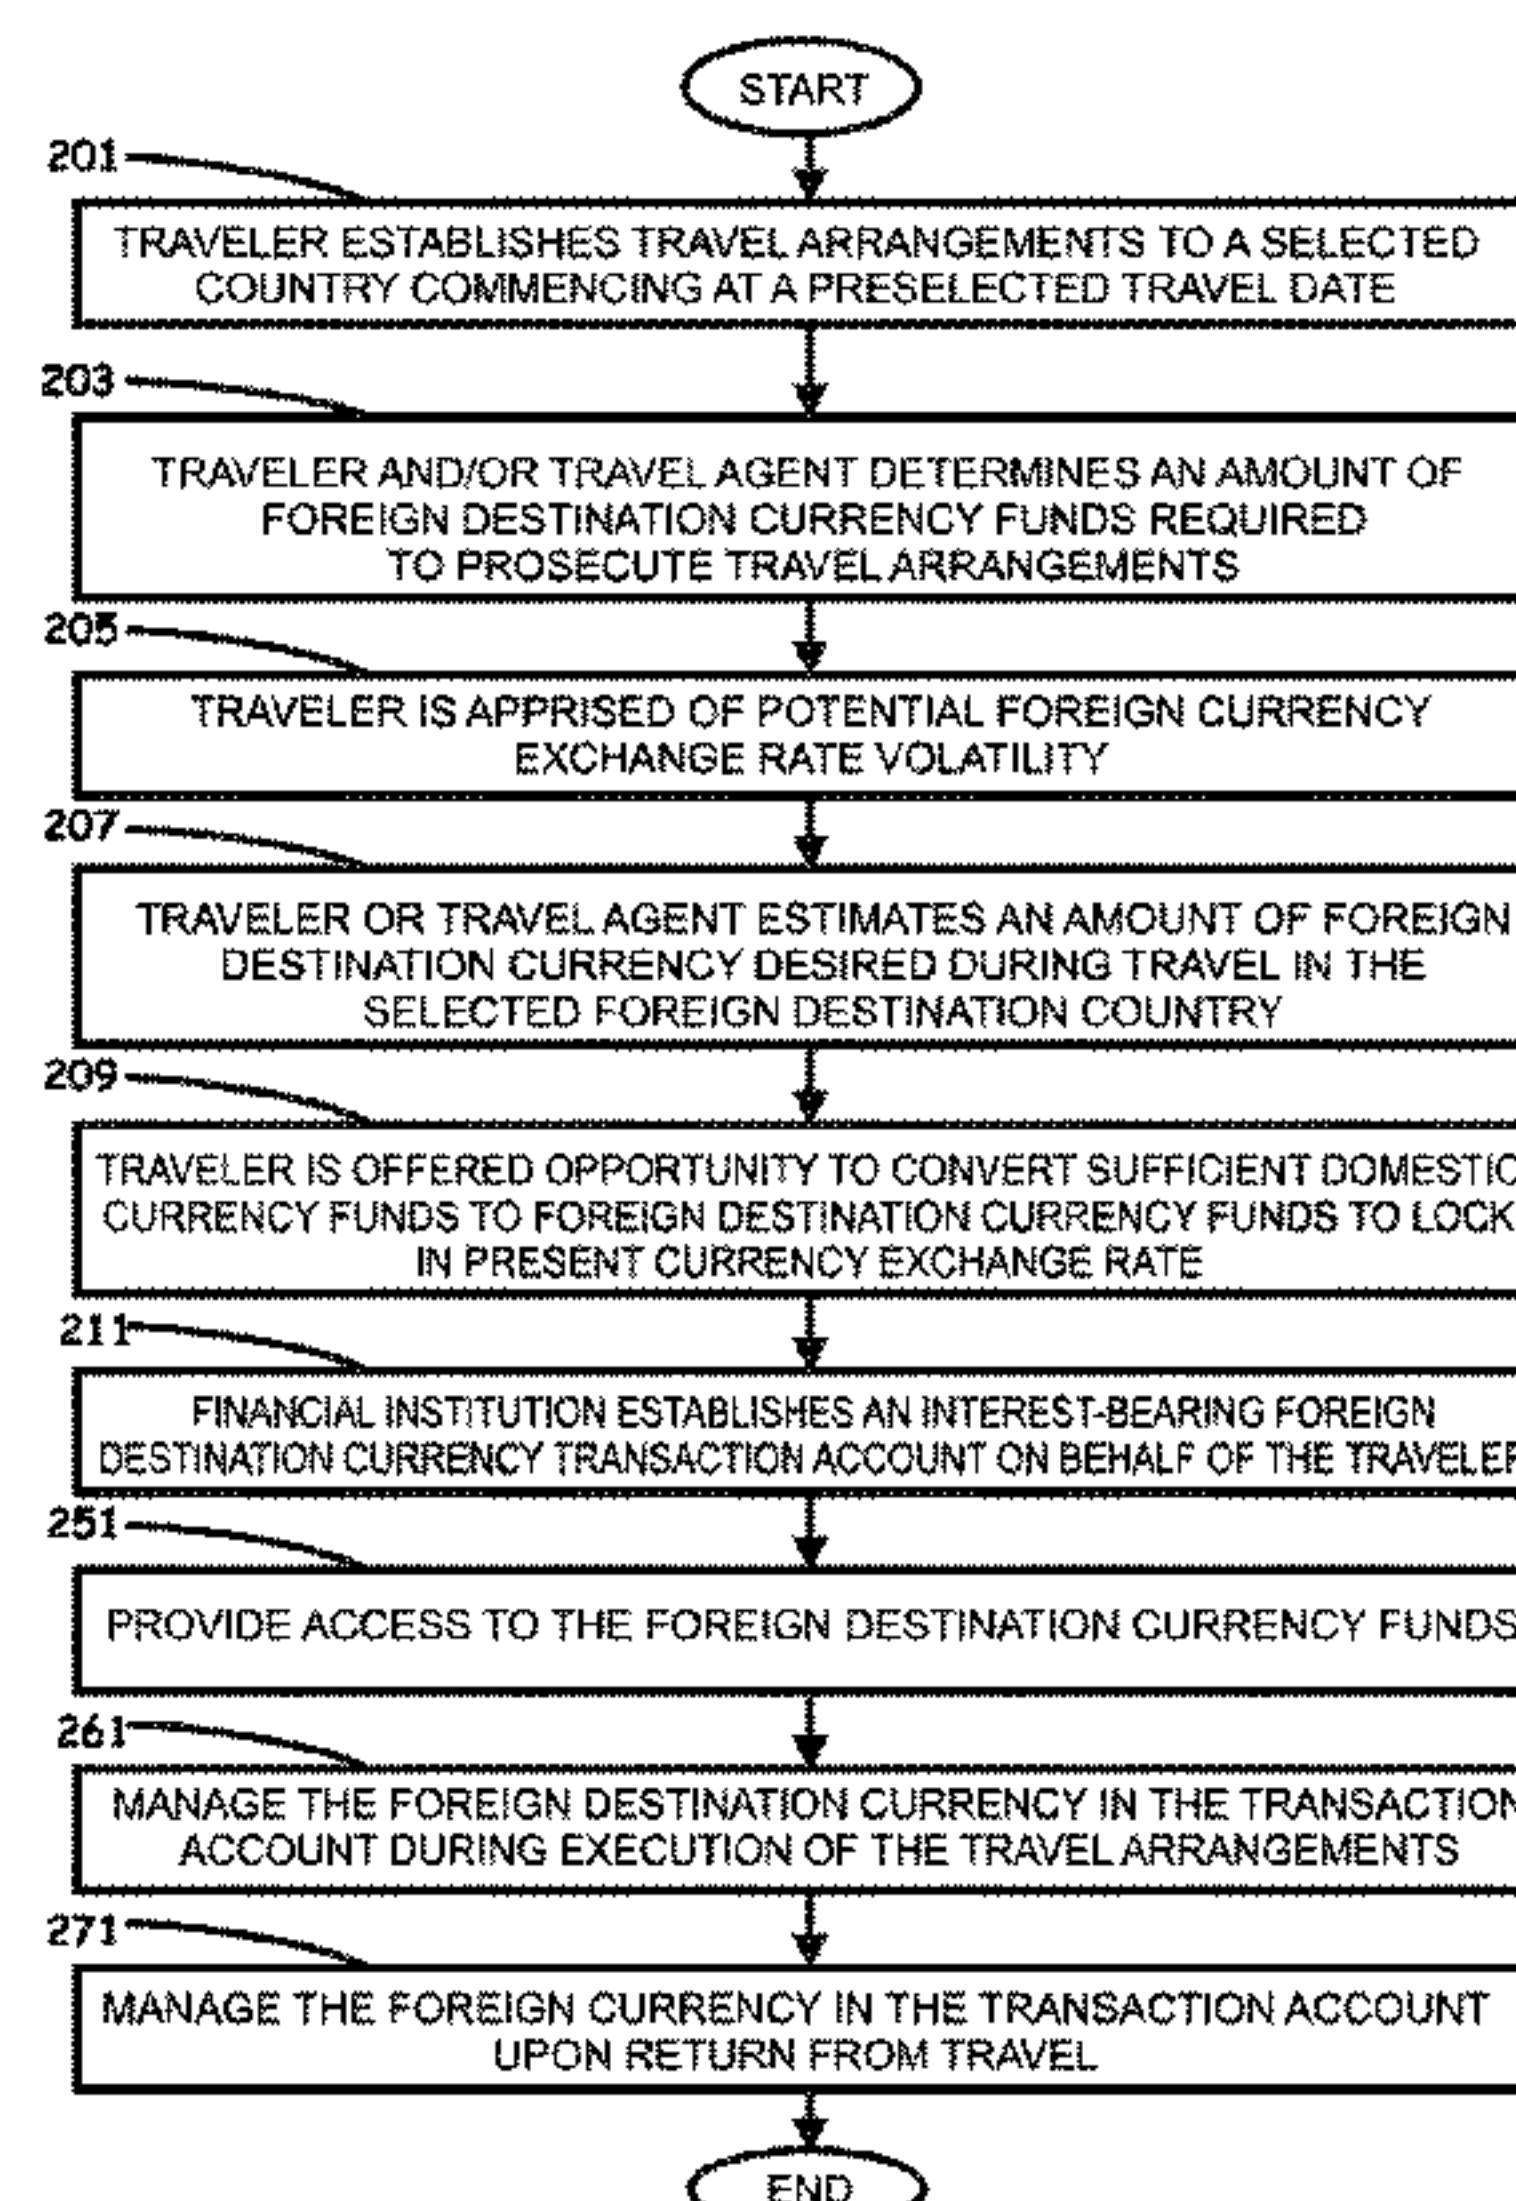 START
201
TRAVELER ESTABLISHES TRAVEL ARRANGEMENTS TO A SELECTED
COUNTRY COMMENCING AT A PRESELECTED TRAVEL DATE
203
TRAVELER AND/OR TRAVEL AGENT DETERMINES AN AMOUNT OF
FOREIGN DESTINATION CURRENCY FUNDS REQUIRED
TO PROSECUTE TRAVEL ARRANGEMENTS
205
TRAVELER IS APPRISED OF POTENTIAL FOREIGN CURRENCY
EXCHANGE RATE VOLATILITY
207
TRAVELER OR TRAVEL AGENT ESTIMATES AN AMOUNT OF FOREIGN
DESTINATION CURRENCY DESIRED DURING TRAVEL IN THE
SELECTED FOREIGN DESTINATION COUNTRY
209
TRAVELER IS OFFERED OPPORTUNITY TO CONVERT SUFFICIENT DOMESTIC
CURRENCY FUNDS TO FOREIGN DESTINATION CURRENCY FUNDS TO LOCK
IN PRESENT CURRENCY EXCHANGE RATE
211
FINANCIAL INSTITUTION ESTABLISHES AN INTEREST-BEARING FOREIGN
DESTINATION CURRENCY TRANSACTION ACCOUNT ON BEHALF OF THE TRAVELER
251
PROVIDE ACCESS TO THE FOREIGN DESTINATION CURRENCY FUNDS
261
MANAGE THE FOREIGN DESTINATION CURRENCY IN THE TRANSACTION
ACCOUNT DURING EXECUTION OF THE TRAVEL ARRANGEMENTS
271
MANAGE THE FOREIGN CURRENCY IN THE TRANSACTION ACCOUNT
UPON RETURN FROM TRAVEL
END